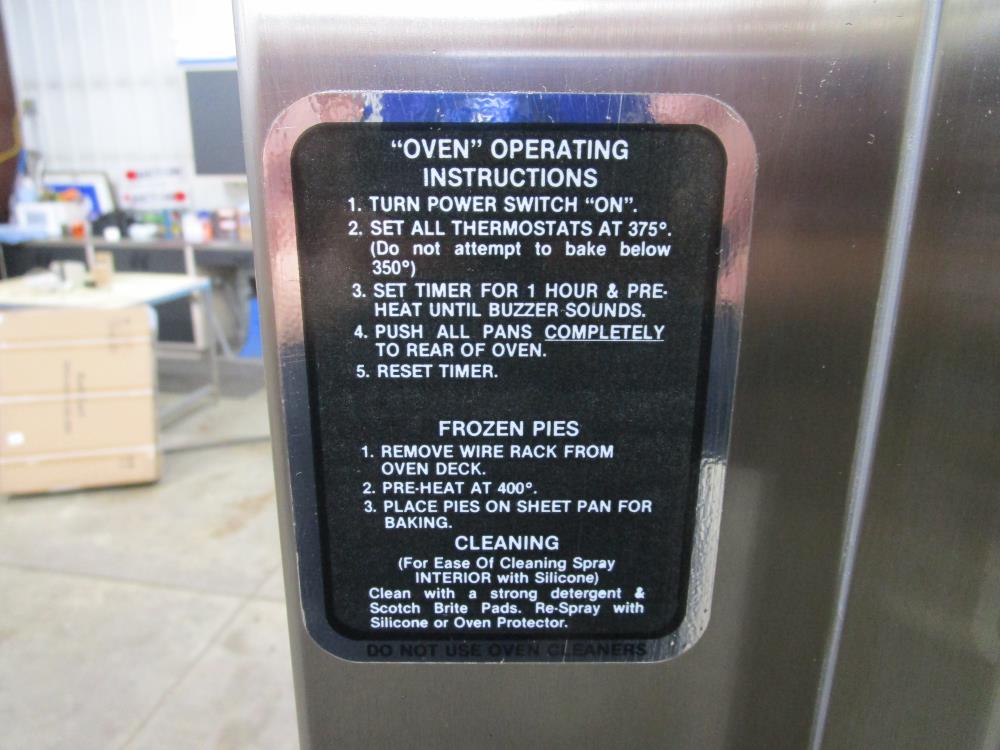 “OVEN” OPERATING
INSTRUCTIONS
1. TURN POWER SWITCH “ON”.
2. SET ALL THERMOSTATS AT 375°.
(Do not attempt to bake below
350°)
3. SET TIMER FOR 1 HOUR & PRE-
HEAT UNTIL BUZZER SOUNDS.
4. PUSH ALL PANS COMPLETELY
TO REAR OF OVEN.
5. RESET TIMER.
FROZEN PIES
1. REMOVE WIRE RACK FROM
OVEN DECK.
2. PRE-HEAT AT 400°.
3. PLACE PIES ON SHEET PAN FOR
BAKING.
CLEANING
(For Ease Of Cleaning Spray
INTERIOR with Silicone)
Clean with a strong detergent &
Scotch Brite Pads. Re-Spray with
Silicone or Oven Protector.
DO NOT USE OVEN CLEANERS